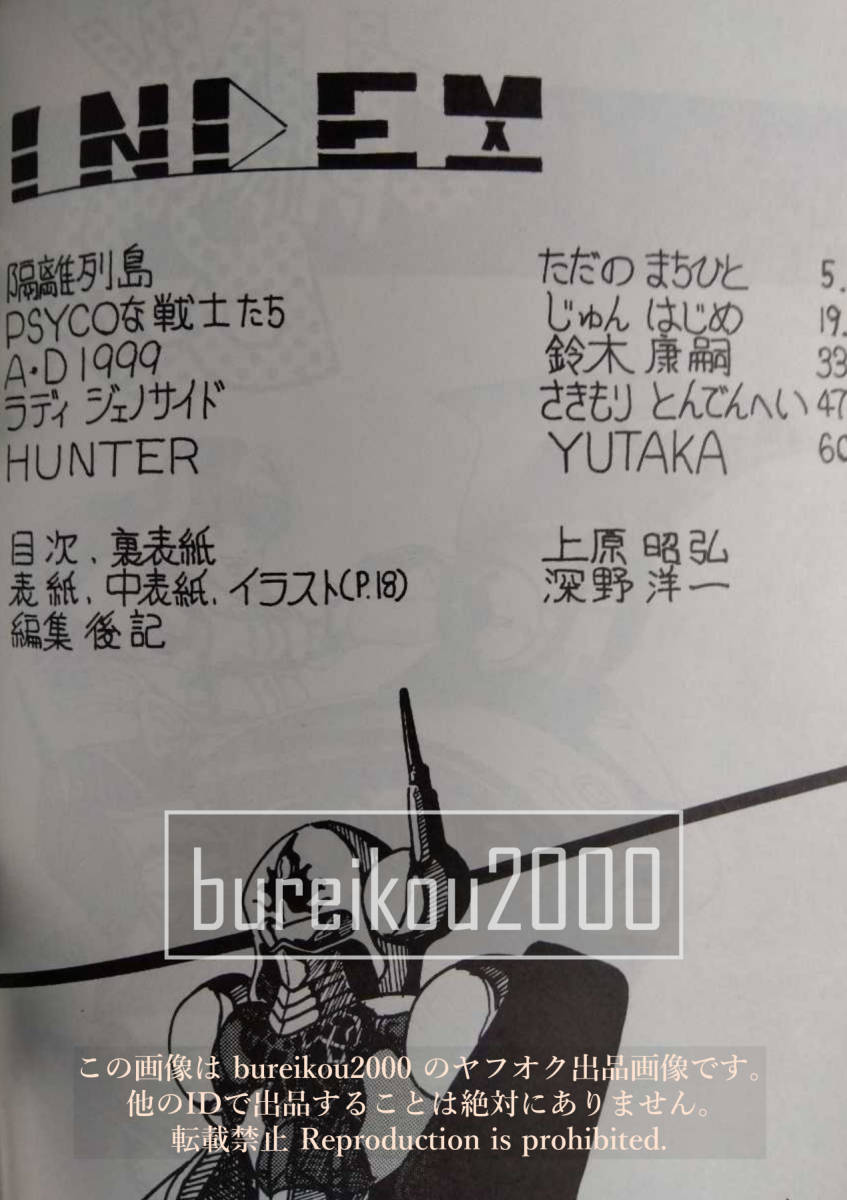 INDEX
隔離列島 ただの まちひと 5.
PSYCOな戦士たち じゅん はじめ 19.
A・D1999 鈴木 康嗣 33
ラディ ジェノサイド さきもり とんでんへい 47
HUNTER YUTAKA 60
目次、裏表紙 上原 昭弘
表紙、中表紙、イラスト(P.18) 深野 洋一
編集 後記
bureikou2000
この画像は bureikou2000 のヤフオク出品画像です。
他のIDで出品することは絶対にありません。
転載禁止 Reproduction is prohibited.